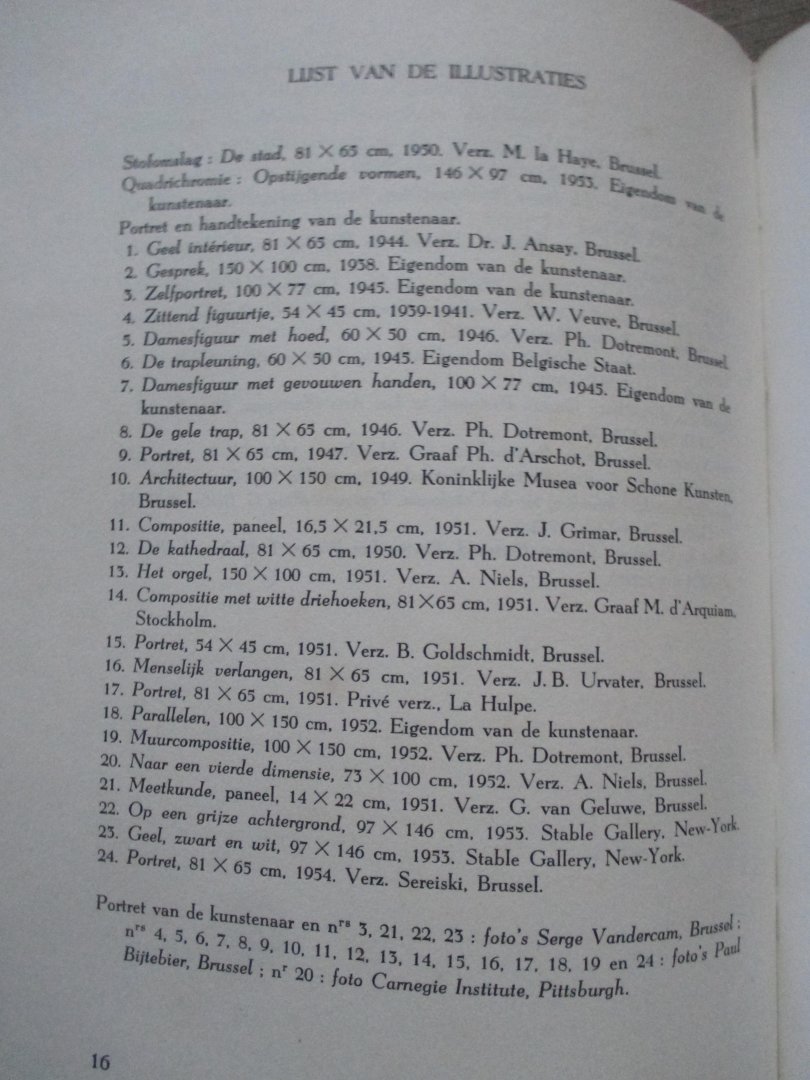 LIJST VAN DE ILLUSTRATIES
Stofomslag : De stad, 81 × 65 cm, 1950. Verz. M. la Haye, Brussel.
Quadrichromie : Opstijgende vormen, 146 × 97 cm, 1953. Eigendom van de
kunstenaar.
Portret en handtekening van de kunstenaar.
1. Geel intérieur, 81 × 65 cm, 1944. Verz. Dr. J. Ansay, Brussel.
2. Gesprek, 150 × 100 cm, 1938. Eigendom van de kunstenaar.
3. Zelfportret, 100 × 77 cm, 1945. Eigendom van de kunstenaar.
4. Zittend figuurtje, 54 × 45 cm, 1939-1941. Verz. W. Veuve, Brussel.
5. Damesfiguur met hoed, 60 × 50 cm, 1946. Verz. Ph. Dotremont, Brussel.
6. De trapleuning, 60 × 50 cm, 1945. Eigendom Belgische Staat.
7. Damesfiguur met gevouwen handen, 100 × 77 cm, 1945. Eigendom van de
kunstenaar.
8. De gele trap, 81 × 65 cm, 1946. Verz. Ph. Dotremont, Brussel.
9. Portret, 81 × 65 cm, 1947. Verz. Graaf Ph. d'Arschot, Brussel.
10. Architectuur, 100 × 150 cm, 1949. Koninklijke Musea voor Schone Kunsten,
Brussel.
11. Compositie, paneel, 16,5 × 21,5 cm, 1951. Verz. J. Grimar, Brussel.
12. De kathedraal, 81 × 65 cm, 1950. Verz. Ph. Dotremont, Brussel.
13. Het orgel, 150 × 100 cm, 1951. Verz. A. Niels, Brussel.
14. Compositie met witte driehoeken, 81×65 cm, 1951. Verz. Graaf M. d'Arquiam,
Stockholm.
15. Portret, 54 × 45 cm, 1951. Verz. B. Goldschmidt, Brussel.
16. Menselijk verlangen, 81 × 65 cm, 1951. Verz. J. B. Urvater, Brussel.
17. Portret, 81 × 65 cm, 1951. Privé verz., La Hulpe.
18. Parallelen, 100 × 150 cm, 1952. Eigendom van de kunstenaar.
19. Muurcompositie, 100 × 150 cm, 1952. Verz. Ph. Dotremont, Brussel.
20. Naar een vierde dimensie, 73 × 100 cm, 1952. Verz. A. Niels, Brussel.
21. Meetkunde, paneel, 14 × 22 cm, 1951. Verz. G. van Geluwe, Brussel.
22. Op een grijze achtergrond, 97 × 146 cm, 1953. Stable Gallery, New-York.
23. Geel, zwart en wit, 97 × 146 cm, 1953. Stable Gallery, New-York.
24. Portret, 81 × 65 cm, 1954. Verz. Sereiski, Brussel.
Portret van de kunstenaar en nrs 3, 21, 22, 23 : foto's Serge Vandercam, Brussel ;
nrs 4, 5, 6, 7, 8, 9, 10, 11, 12, 13, 14, 15, 16, 17, 18, 19 en 24 : foto's Paul
Bijtebier, Brussel ; nr 20 : foto Carnegie Institute, Pittsburgh.
16